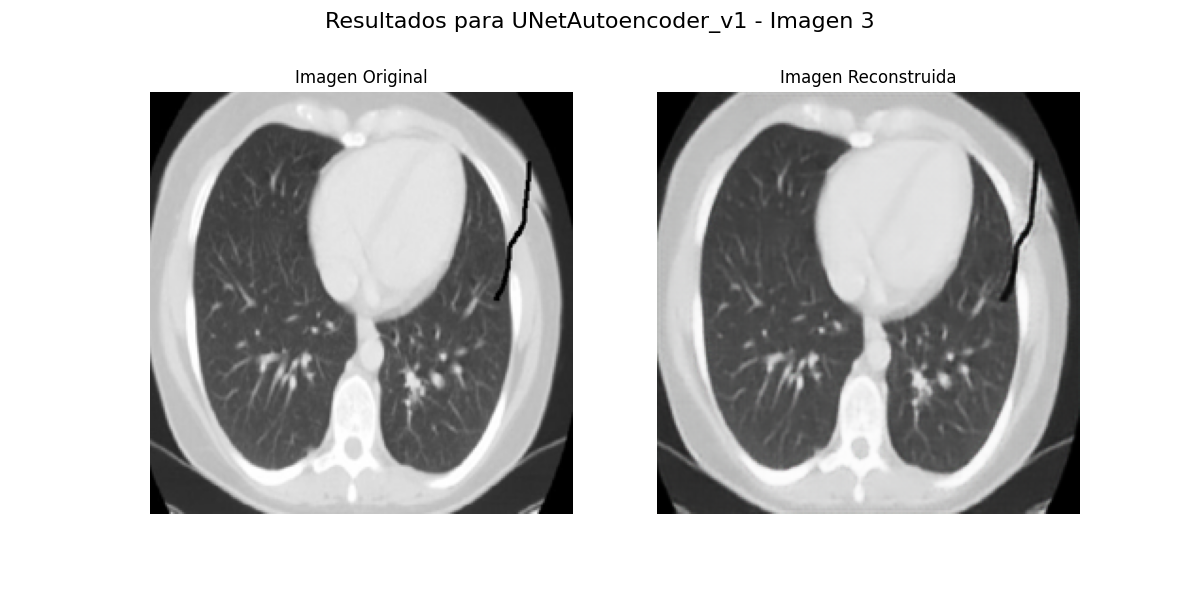 Resultados para UNetAutoencoder_v1 - Imagen 3
Imagen Original
Imagen Reconstruida